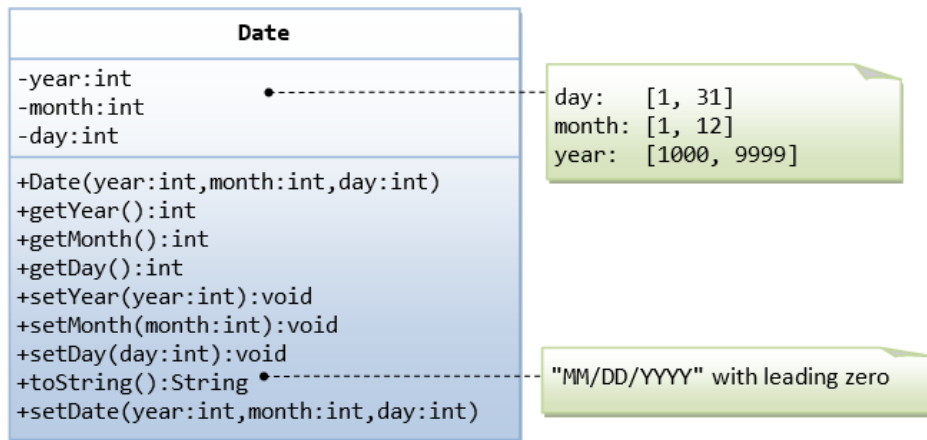 Date
-year:int
-month:int
-day:int
+Date(year:int,month:int,day:int)
+getYear():int
+getMonth():int
+getDay():int
+setYear(year:int):void
+setMonth(month:int):void
+setDay(day:int):void
+toString():String
+setDate(year:int,month:int,day:int)
day:   [1, 31]
month: [1, 12]
year:  [1000, 9999]
"MM/DD/YYYY" with leading zero